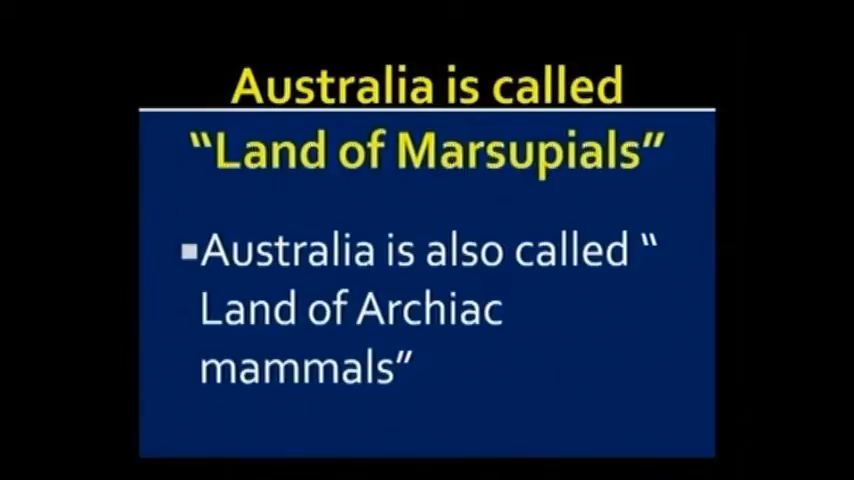 Australia is called
“Land of Marsupials”
▪Australia is also called “
Land of Archiac
mammals”